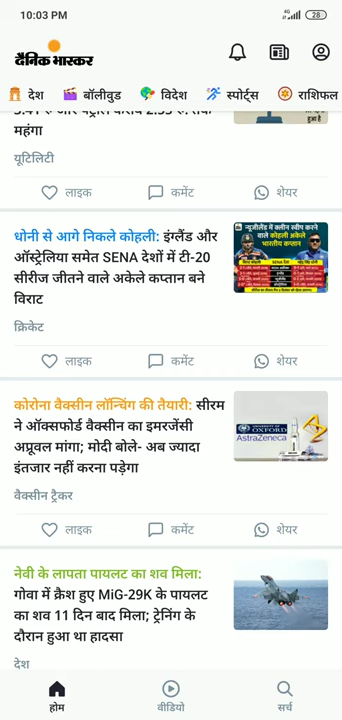 10:03 PM
4G
28
दैनिक भास्कर
देश
बॉलीवुड
विदेश
स्पोर्ट्स
राशिफल
महंगा
हुआ है
यूटिलिटी
लाइक
कमेंट
शेयर
धोनी से आगे निकले कोहली: इंग्लैंड और
ऑस्ट्रेलिया समेत SENA देशों में टी-20
सीरीज जीतने वाले अकेले कप्तान बने
विराट
न्यूजीलैंड में क्लीन स्वीप करने
वाले कोहली अकेले
भारतीय कप्तान
SENA देश
क्रिकेट
लाइक
कमेंट
शेयर
कोरोना वैक्सीन लॉन्चिंग की तैयारी: सीरम
ने ऑक्सफोर्ड वैक्सीन का इमरजेंसी
अप्रूवल मांगा; मोदी बोले- अब ज्यादा
इंतजार नहीं करना पड़ेगा
UNIVERSITY OF
OXFORD
AstraZeneca
वैक्सीन ट्रैकर
लाइक
कमेंट
शेयर
नेवी के लापता पायलट का शव मिला:
गोवा में क्रैश हुए MiG-29K के पायलट
का शव 11 दिन बाद मिला; ट्रेनिंग के
दौरान हुआ था हादसा
देश
होम
वीडियो
सर्च